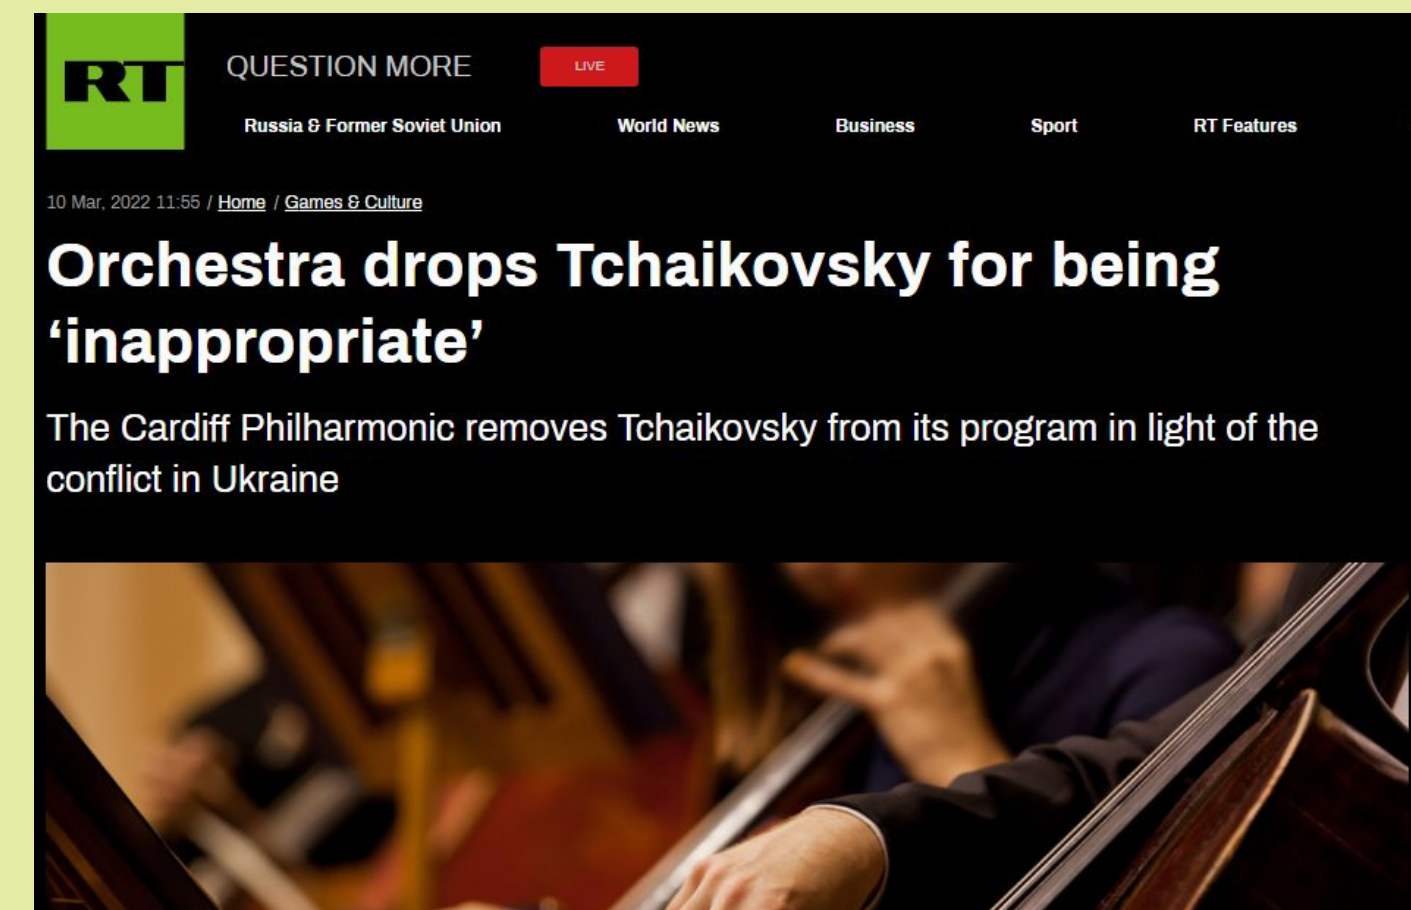 RT
QUESTION MORE
LIVE
Russia & Former Soviet Union World News Business Sport RT Features
10 Mar, 2022 11:55 / Home / Games & Culture
Orchestra drops Tchaikovsky for being
‘inappropriate’
The Cardiff Philharmonic removes Tchaikovsky from its program in light of the
conflict in Ukraine